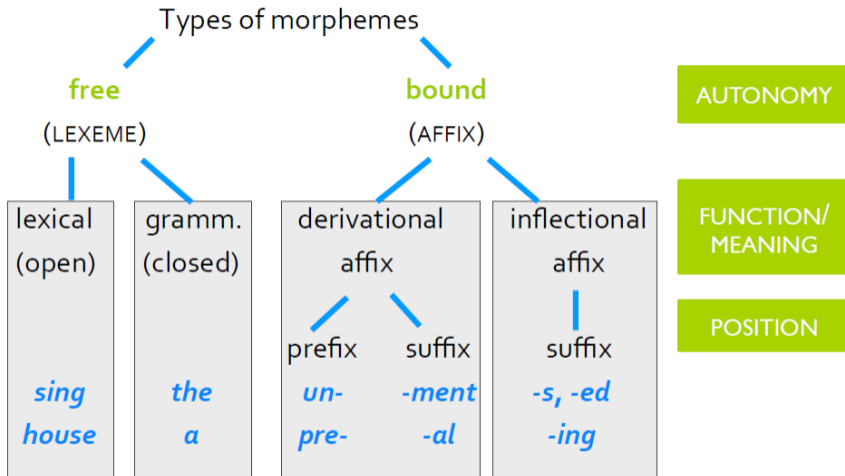 Types of morphemes
free bound AUTONOMY
(LEXEME) (AFFIX)
lexical gramm. derivational inflectional FUNCTION/
(open) (closed) affix affix MEANING
POSITION
prefix suffix suffix
sing the un- -ment -s, -ed
house a pre- -al -ing